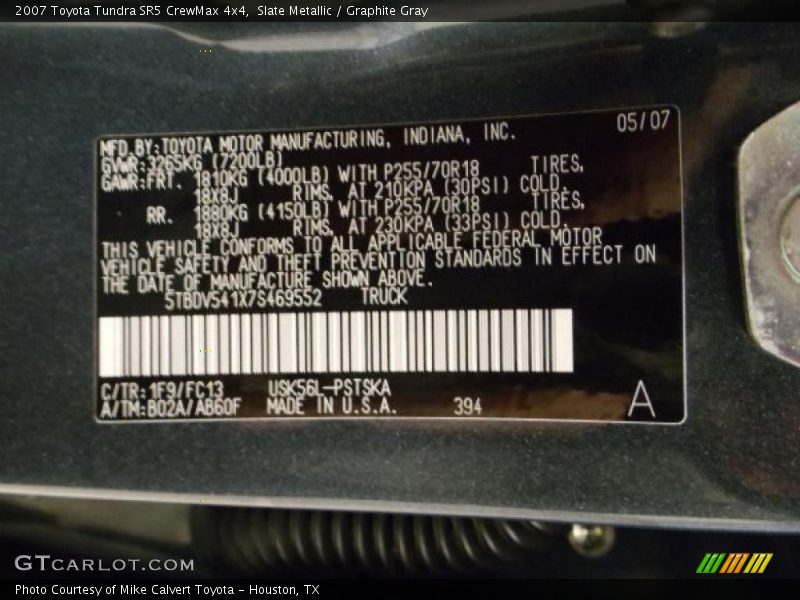 2007 Toyota Tundra SR5 CrewMax 4x4, Slate Metallic / Graphite Gray
05/07
MFD.BY:TOYOTA MOTOR MANUFACTURING, INDIANA, INC.
GVWR:3265KG (7200LB)
GAWR:FRT. 1810KG (4000LB) WITH P255/70R18 TIRES,
18X8J RIMS, AT 210KPA (30PSI) COLD.
RR. 1880KG (4150LB) WITH P255/70R18 TIRES,
18X8J RIMS, AT 230KPA (33PSI) COLD.
THIS VEHICLE CONFORMS TO ALL APPLICABLE FEDERAL MOTOR
VEHICLE SAFETY AND THEFT PREVENTION STANDARDS IN EFFECT ON
THE DATE OF MANUFACTURE SHOWN ABOVE.
5TBDV541X7S469552 TRUCK
C/TR:1F9/FC13 USK56L-PSTSKA
A/TM:B02A/AB60F MADE IN U.S.A. 394 A
GTCARLOT.COM
Photo Courtesy of Mike Calvert Toyota - Houston, TX